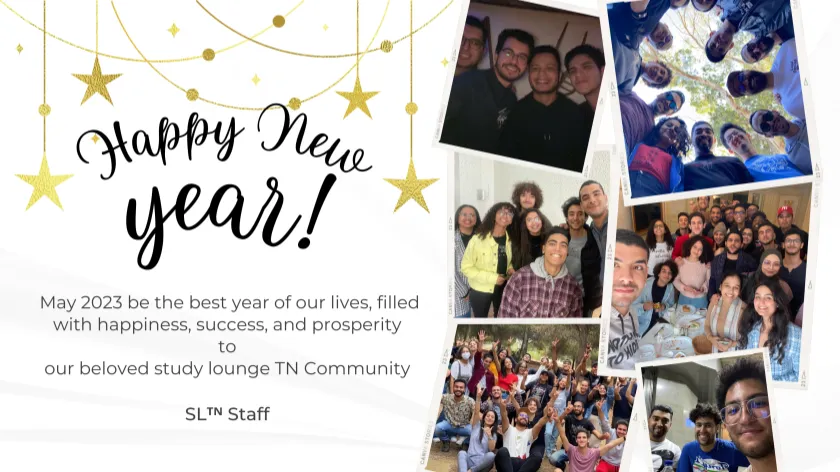 Happy New
year!
May 2023 be the best year of our lives, filled
with happiness, success, and prosperity
to
our beloved study lounge TN Community
SL™ Staff